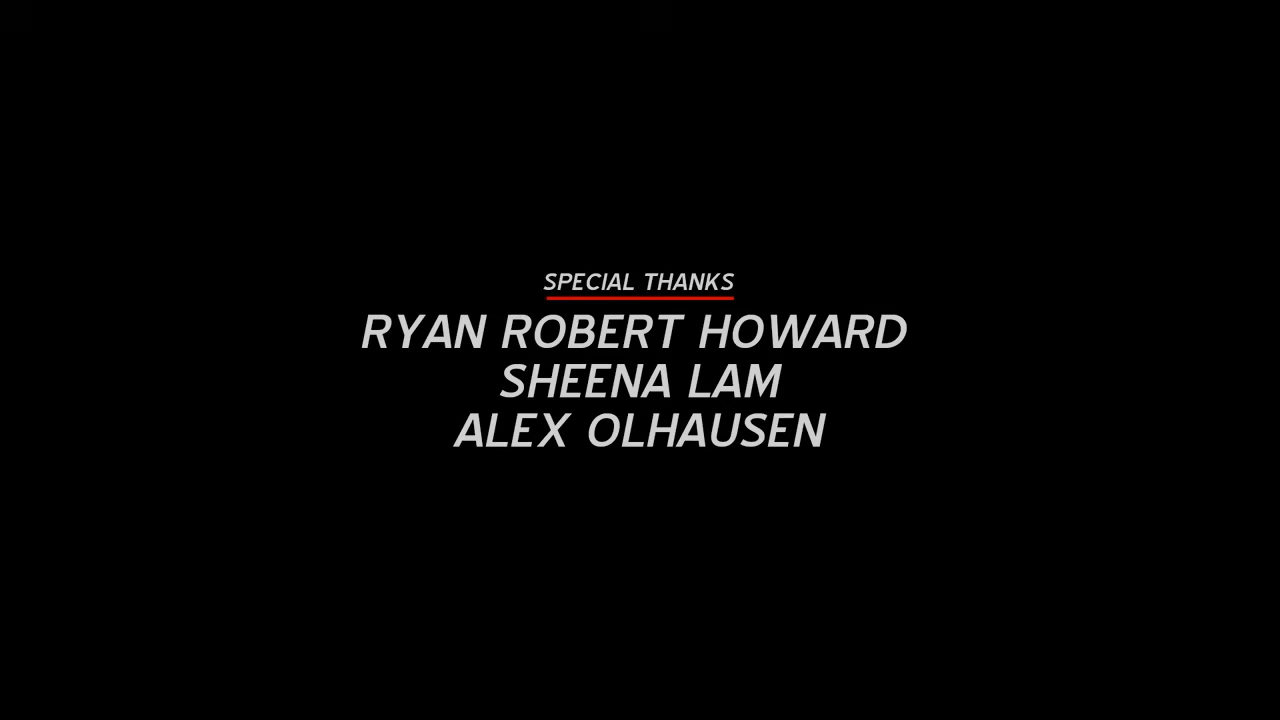 SPECIAL THANKS
RYAN ROBERT HOWARD
SHEENA LAM
ALEX OLHAUSEN